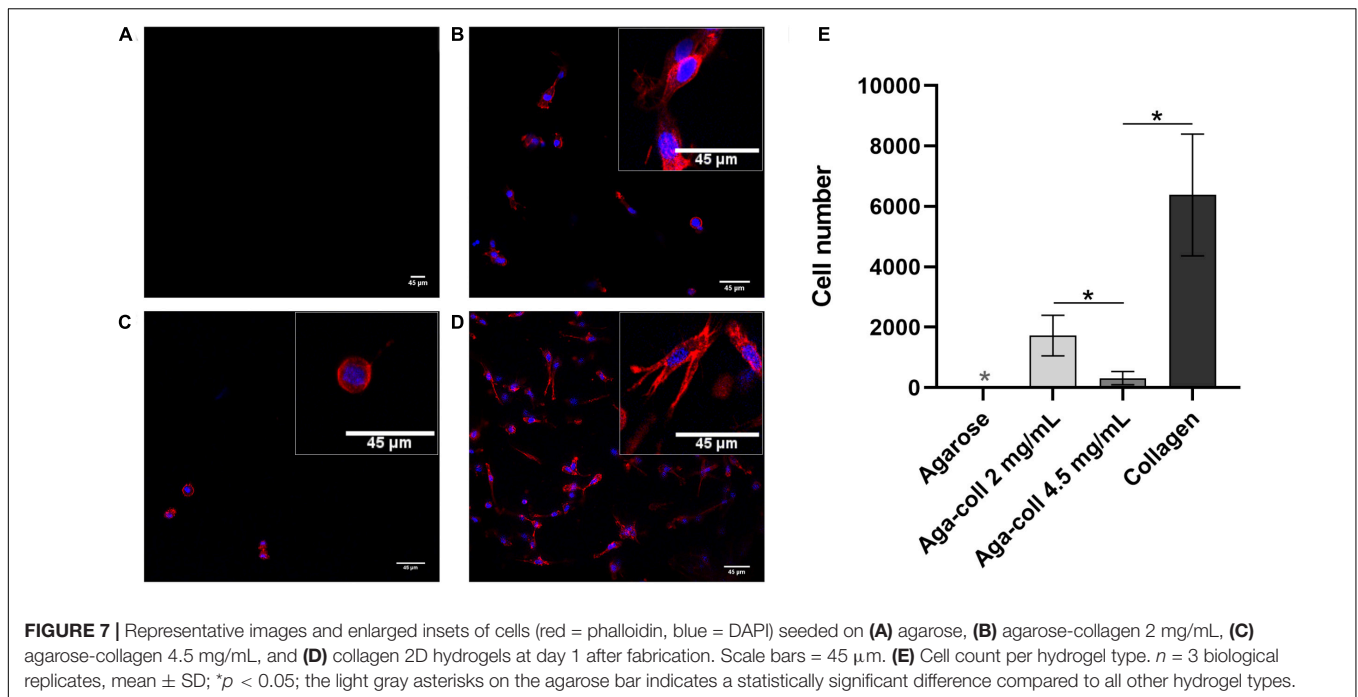 A
B
E
45 µm
45 µm
45 µm
C
D
45 µm
45 µm
45 µm
45 µm
10000
8000
6000
4000
2000
0
Cell number
*
*
*
Agarose
Aga-coll 2 mg/mL
Aga-coll 4.5 mg/mL
Collagen
FIGURE 7 | Representative images and enlarged insets of cells (red = phalloidin, blue = DAPI) seeded on (A) agarose, (B) agarose-collagen 2 mg/mL, (C)
agarose-collagen 4.5 mg/mL, and (D) collagen 2D hydrogels at day 1 after fabrication. Scale bars = 45 µm. (E) Cell count per hydrogel type. n = 3 biological
replicates, mean ± SD; *p < 0.05; the light gray asterisks on the agarose bar indicates a statistically significant difference compared to all other hydrogel types.